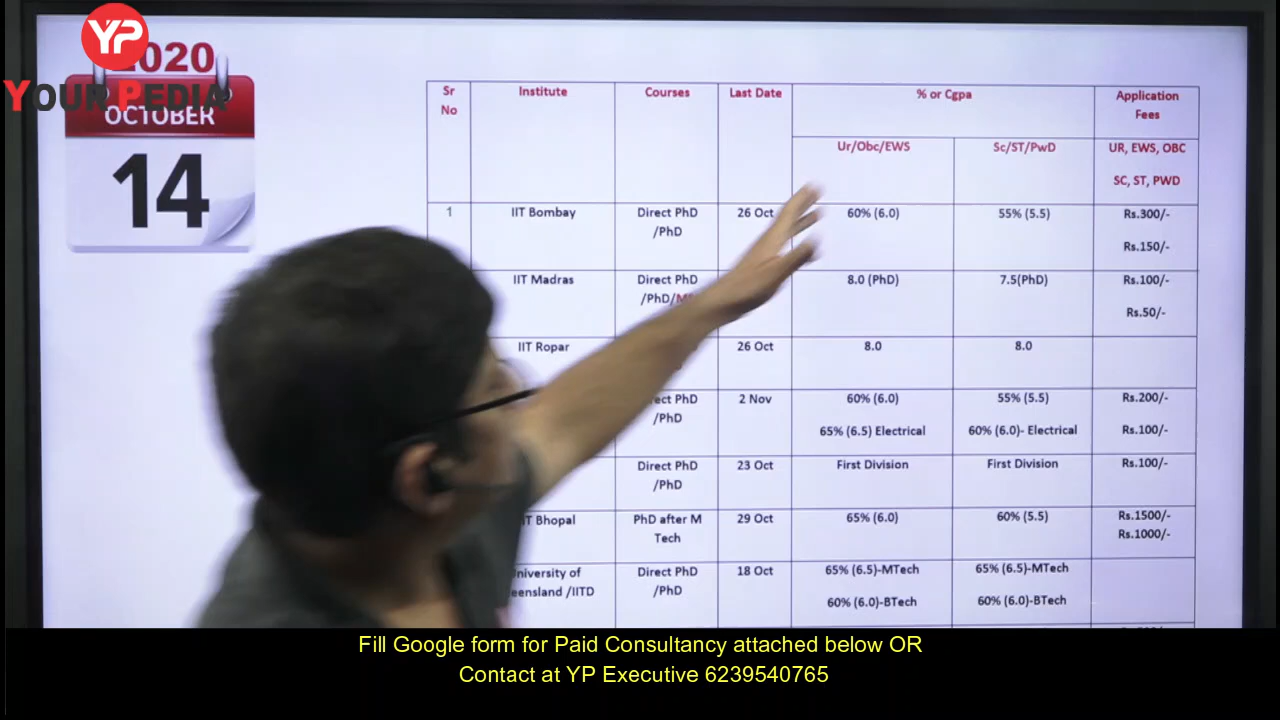 YP
2020
YOUR PEDIA
OCTOBER
14
Sr No
Institute
Courses
Last Date
% or Cgpa
Application Fees
Ur/Obc/EWS
Sc/ST/PwD
UR, EWS, OBC
SC, ST, PWD
1
IIT Bombay
Direct PhD /PhD
26 Oct
60% (6.0)
55% (5.5)
Rs.300/-
Rs.150/-
IIT Madras
Direct PhD /PhD/
8.0 (PhD)
7.5(PhD)
Rs.100/-
Rs.50/-
IIT Ropar
26 Oct
8.0
8.0
PhD
/PhD
2 Nov
60% (6.0)
55% (5.5)
Rs.200/-
65% (6.5) Electrical
60% (6.0)- Electrical
Rs.100/-
Direct PhD /PhD
23 Oct
First Division
First Division
Rs.100/-
Bhopal
PhD after M Tech
29 Oct
65% (6.0)
60% (5.5)
Rs.1500/-
Rs.1000/-
of
/IITD
Direct PhD /PhD
18 Oct
65% (6.5)-MTech
65% (6.5)-MTech
60% (6.0)-BTech
60% (6.0)-BTech
Fill Google form for Paid Consultancy attached below OR
Contact at YP Executive 6239540765